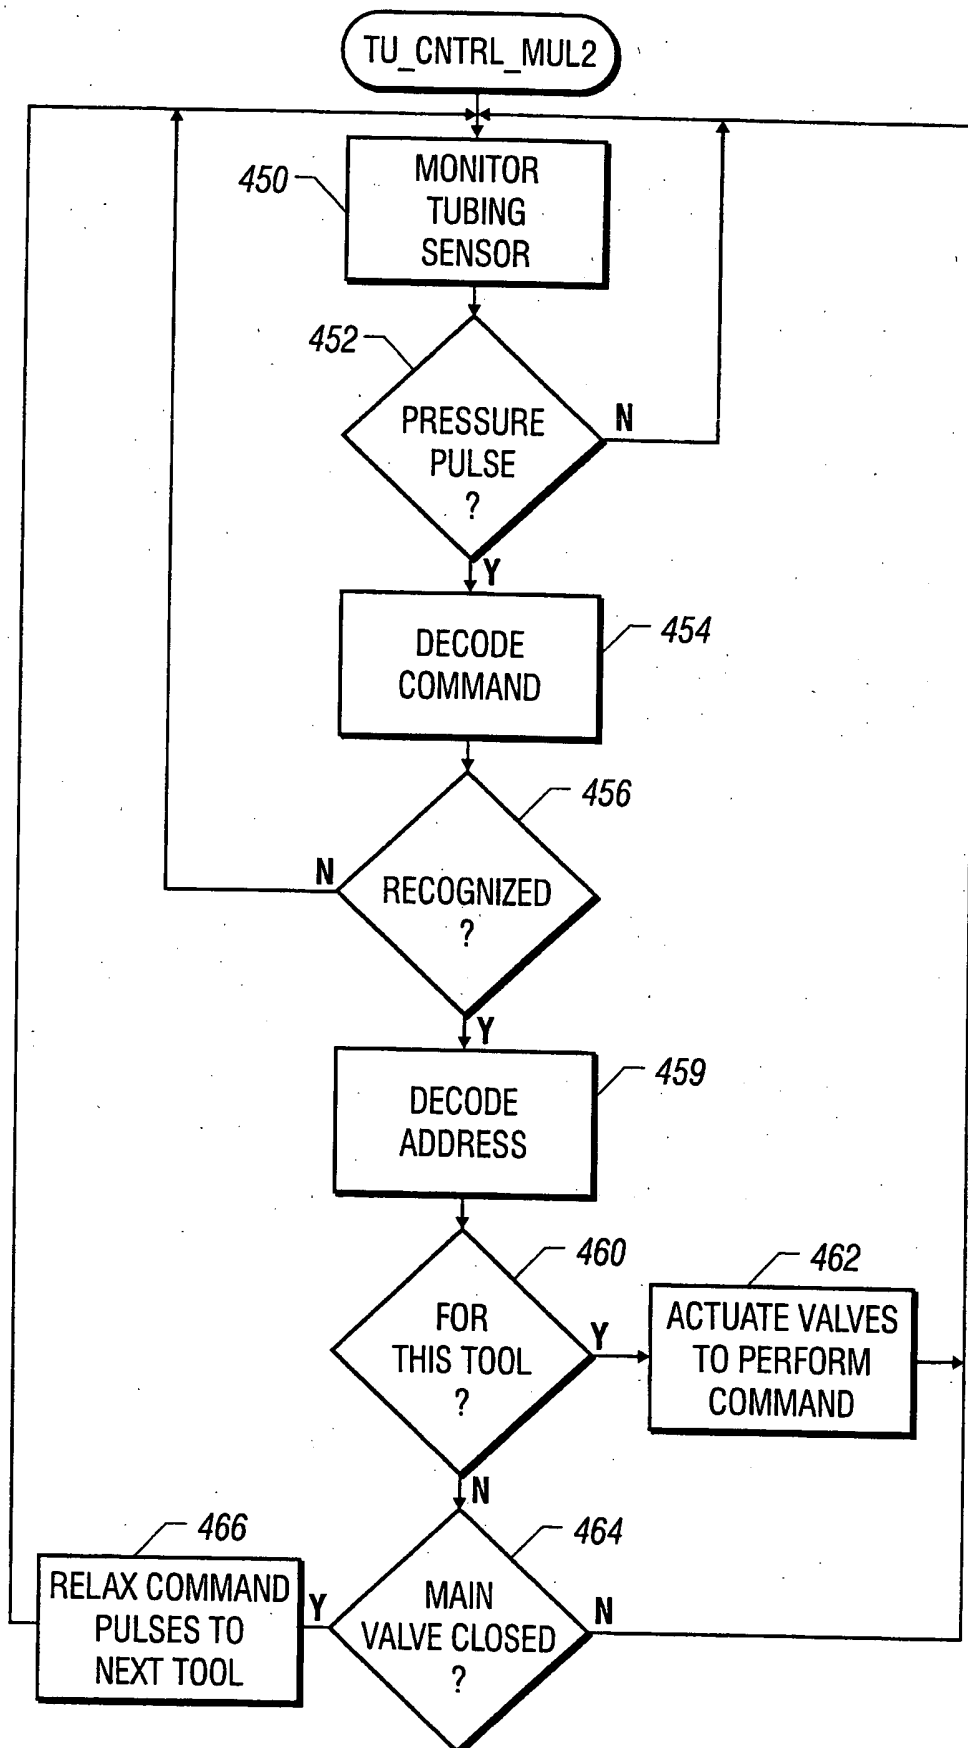 TU_CNTRL_MUL2
450
MONITOR
TUBING
SENSOR
452
PRESSURE
PULSE
?
N
Y
454
DECODE
COMMAND
456
N
RECOGNIZED
?
Y
459
DECODE
ADDRESS
460
FOR
THIS TOOL
?
Y
462
ACTUATE VALVES
TO PERFORM
COMMAND
N
464
MAIN
VALVE CLOSED
?
N
Y
466
RELAX COMMAND
PULSES TO
NEXT TOOL